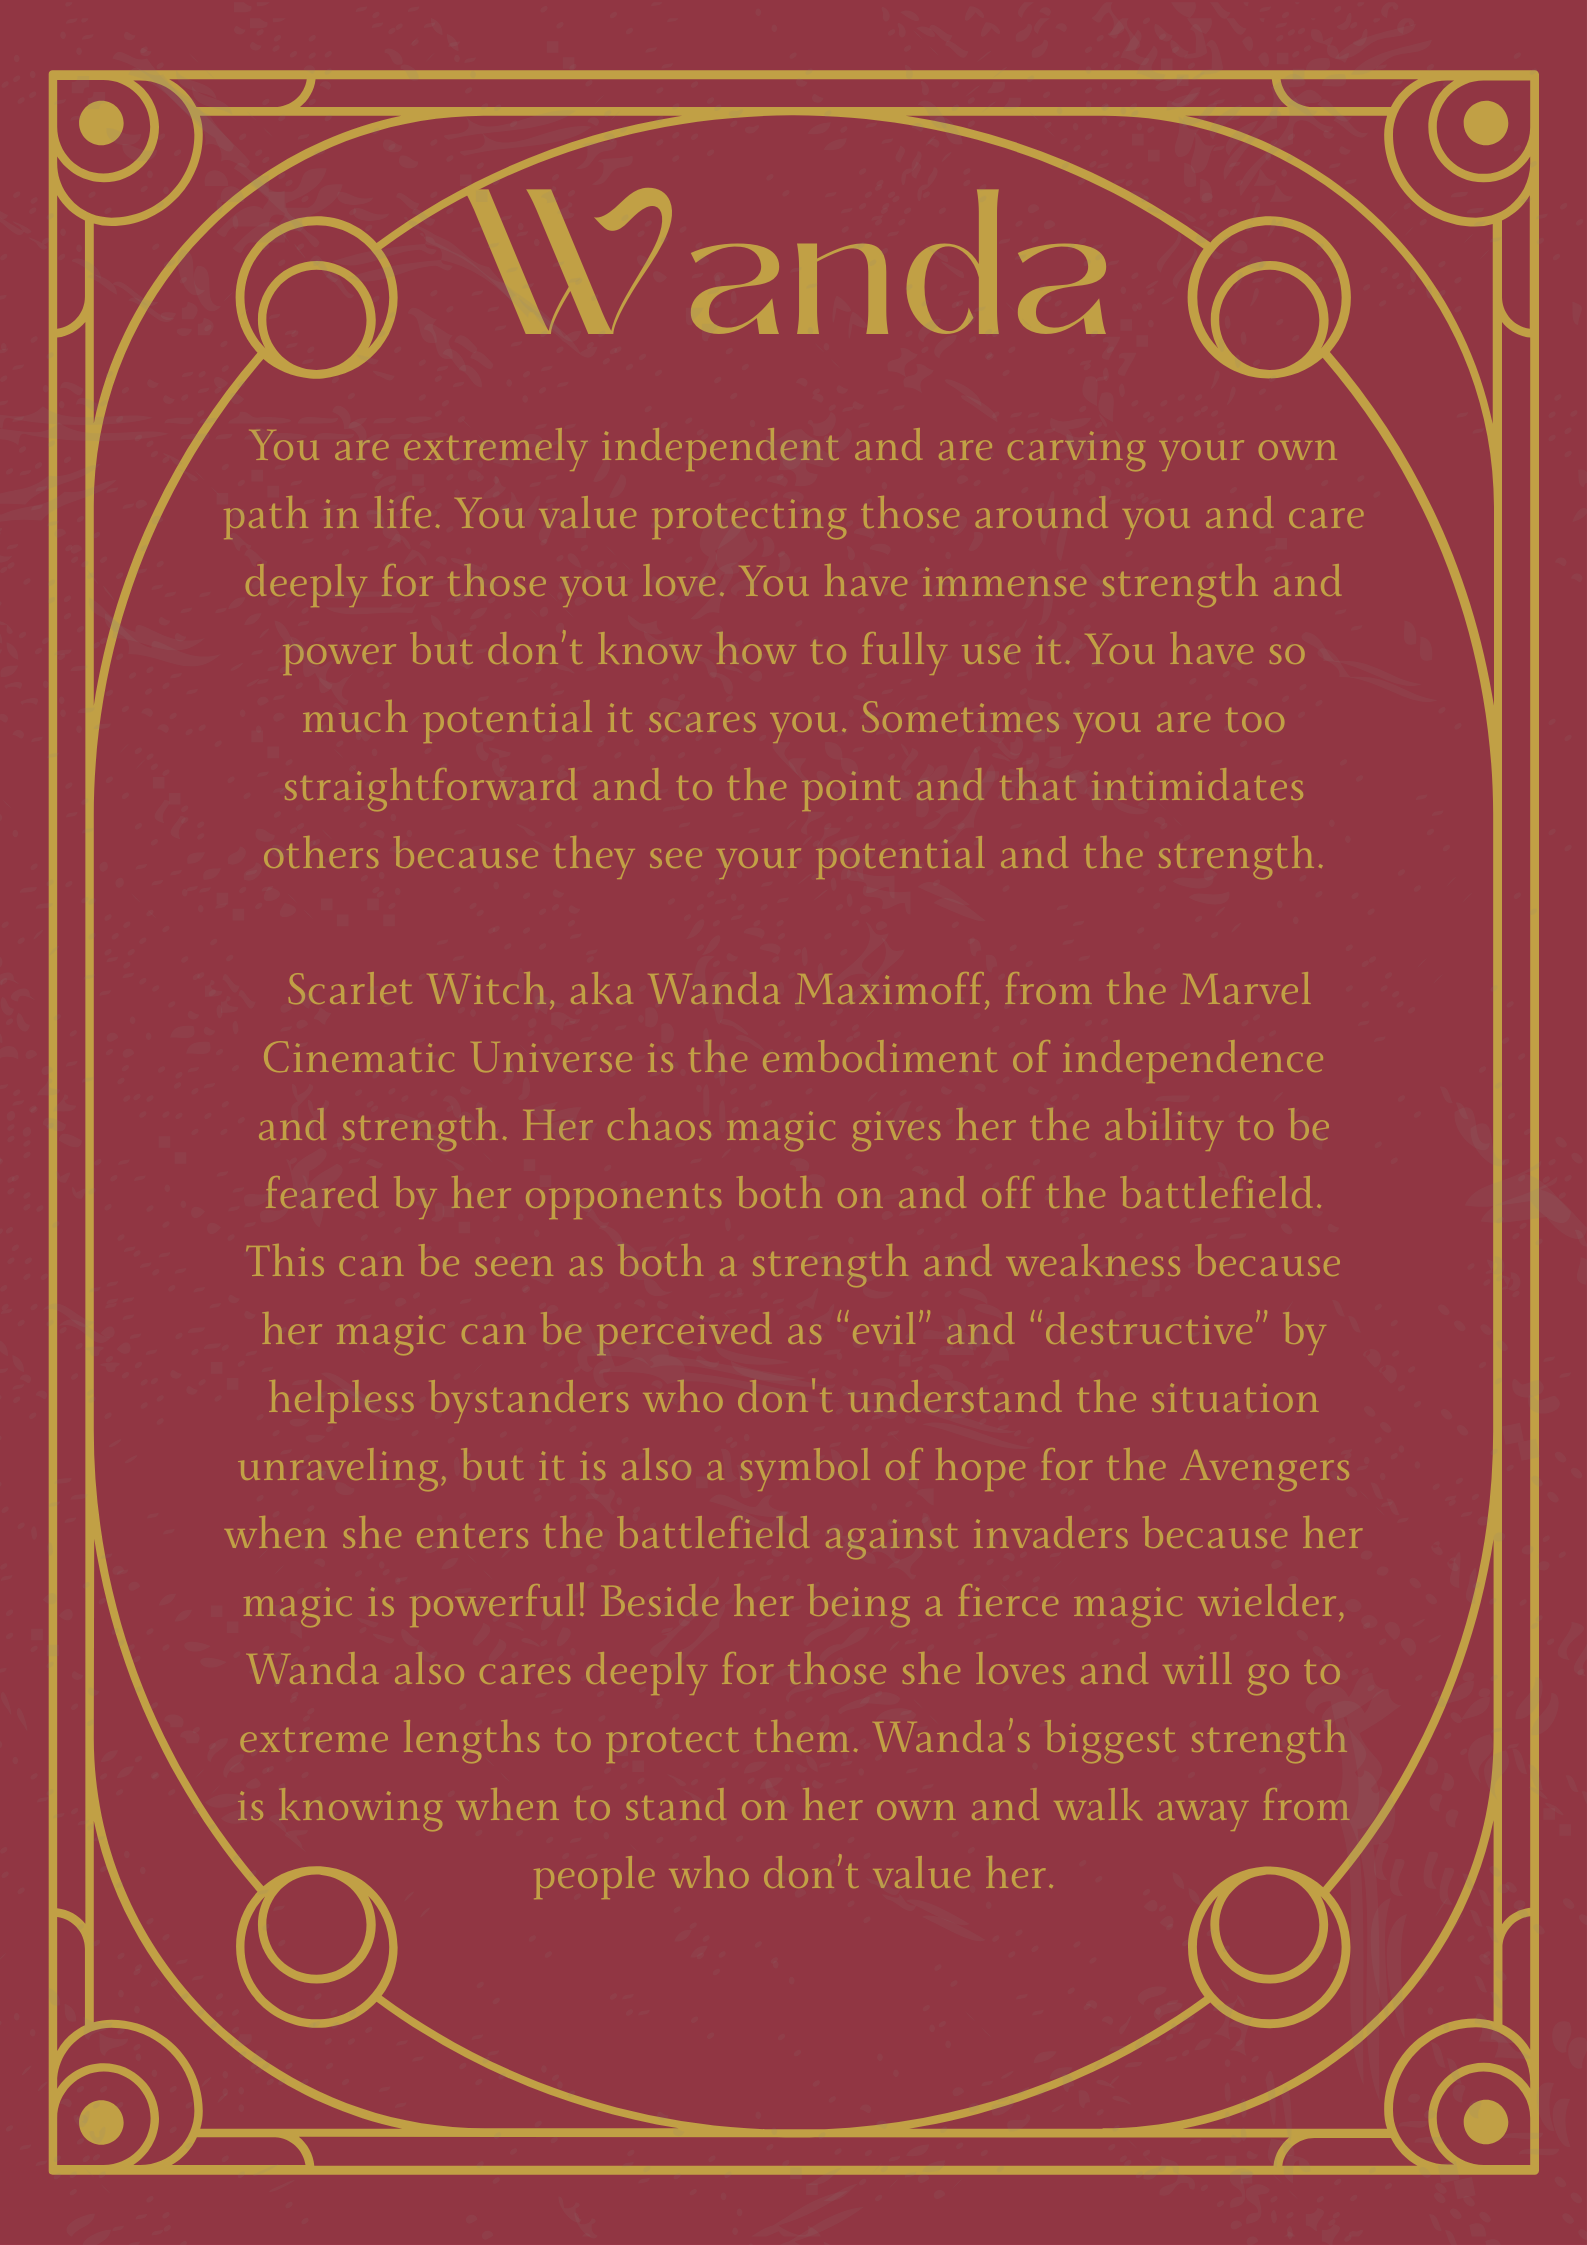 Wanda
You are extremely independent and are carving your own
path in life. You value protecting those around you and care
deeply for those you love. You have immense strength and
power but don’t know how to fully use it. You have so
much potential it scares you. Sometimes you are too
straightforward and to the point and that intimidates
others because they see your potential and the strength.
Scarlet Witch, aka Wanda Maximoff, from the Marvel
Cinematic Universe is the embodiment of independence
and strength. Her chaos magic gives her the ability to be
feared by her opponents both on and off the battlefield.
This can be seen as both a strength and weakness because
her magic can be perceived as “evil” and “destructive” by
helpless bystanders who don't understand the situation
unraveling, but it is also a symbol of hope for the Avengers
when she enters the battlefield against invaders because her
magic is powerful! Beside her being a fierce magic wielder,
Wanda also cares deeply for those she loves and will go to
extreme lengths to protect them. Wanda’s biggest strength
is knowing when to stand on her own and walk away from
people who don’t value her.